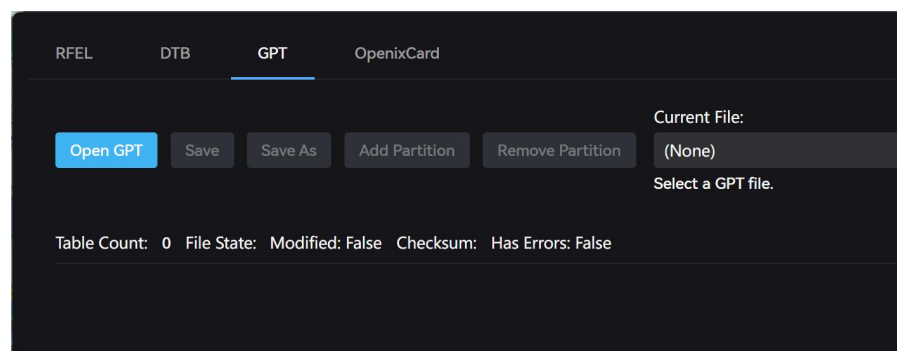 RFEL DTB GPT OpenixCard
Current File:
Open GPT Save Save As Add Partition Remove Partition (None)
Select a GPT file.
Table Count: 0 File State: Modified: False Checksum: Has Errors: False